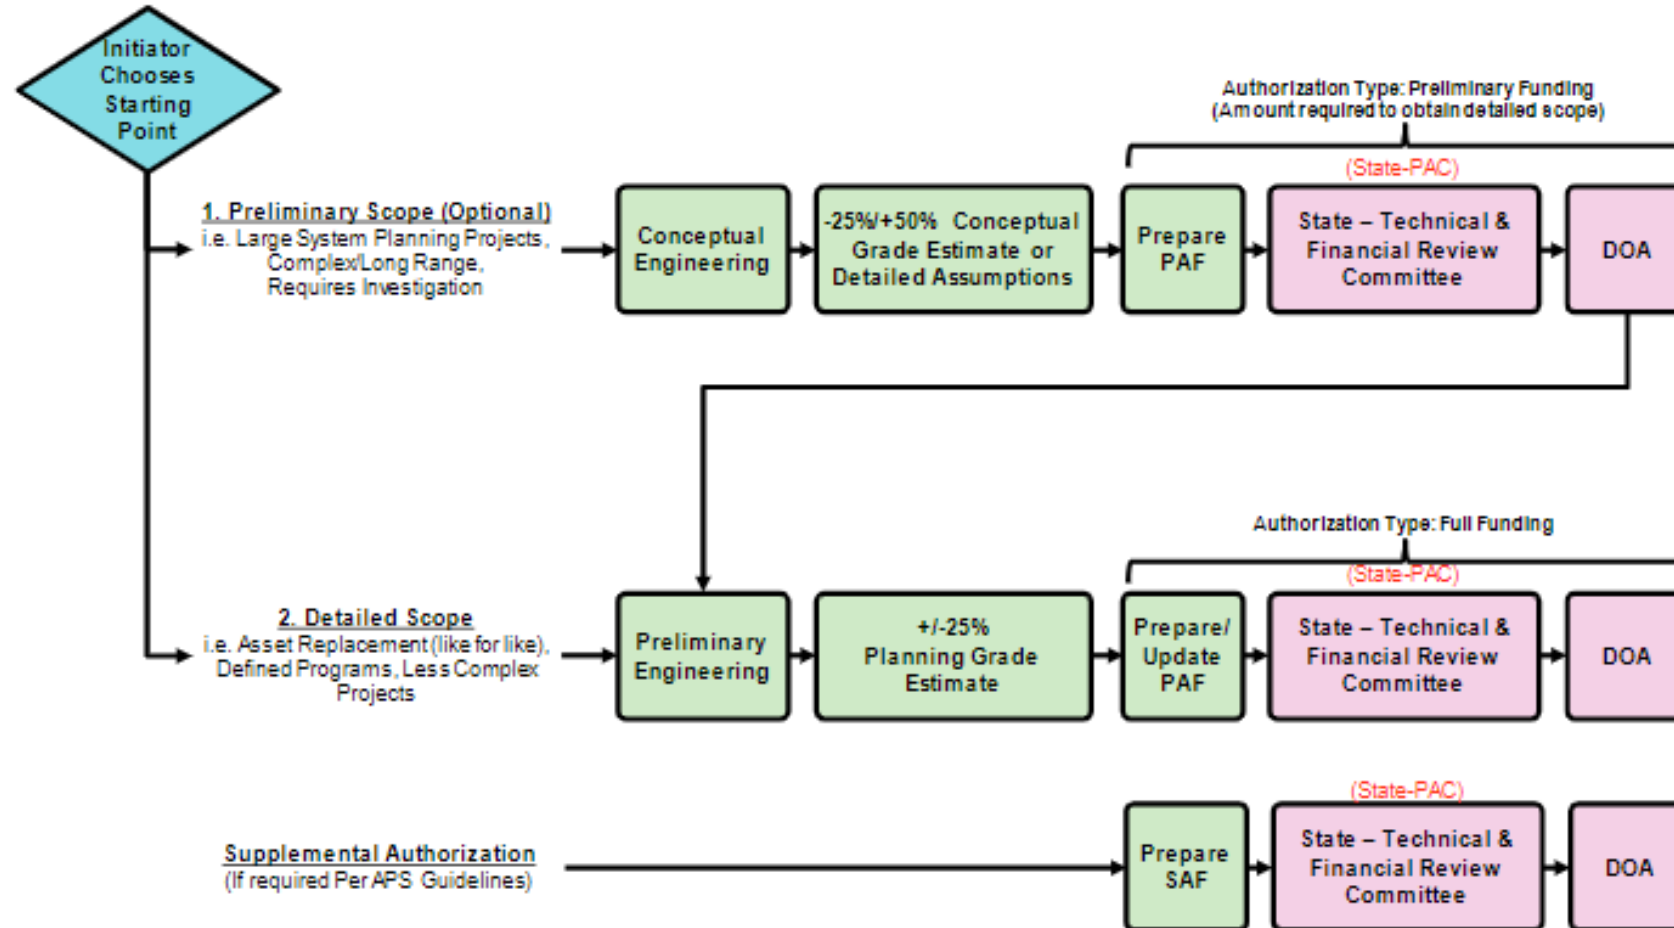 Initiator
Chooses
Starting
Point
Authorization Type: Preliminary Funding
(Amount required to obtain detailed scope)
(State-PAC)
1. Preliminary Scope (Optional)
i.e. Large System Planning Projects,
Complex/Long Range,
Requires Investigation
Conceptual
Engineering
-25%/+50% Conceptual
Grade Estimate or
Detailed Assumptions
Prepare
PAF
State – Technical &
Financial Review
Committee
DOA
Authorization Type: Full Funding
(State-PAC)
2. Detailed Scope
i.e. Asset Replacement (like for like),
Defined Programs, Less Complex
Projects
Preliminary
Engineering
+/-25%
Planning Grade
Estimate
Prepare/
Update
PAF
State – Technical &
Financial Review
Committee
DOA
(State-PAC)
Supplemental Authorization
(If required Per APS Guidelines)
Prepare
SAF
State – Technical &
Financial Review
Committee
DOA